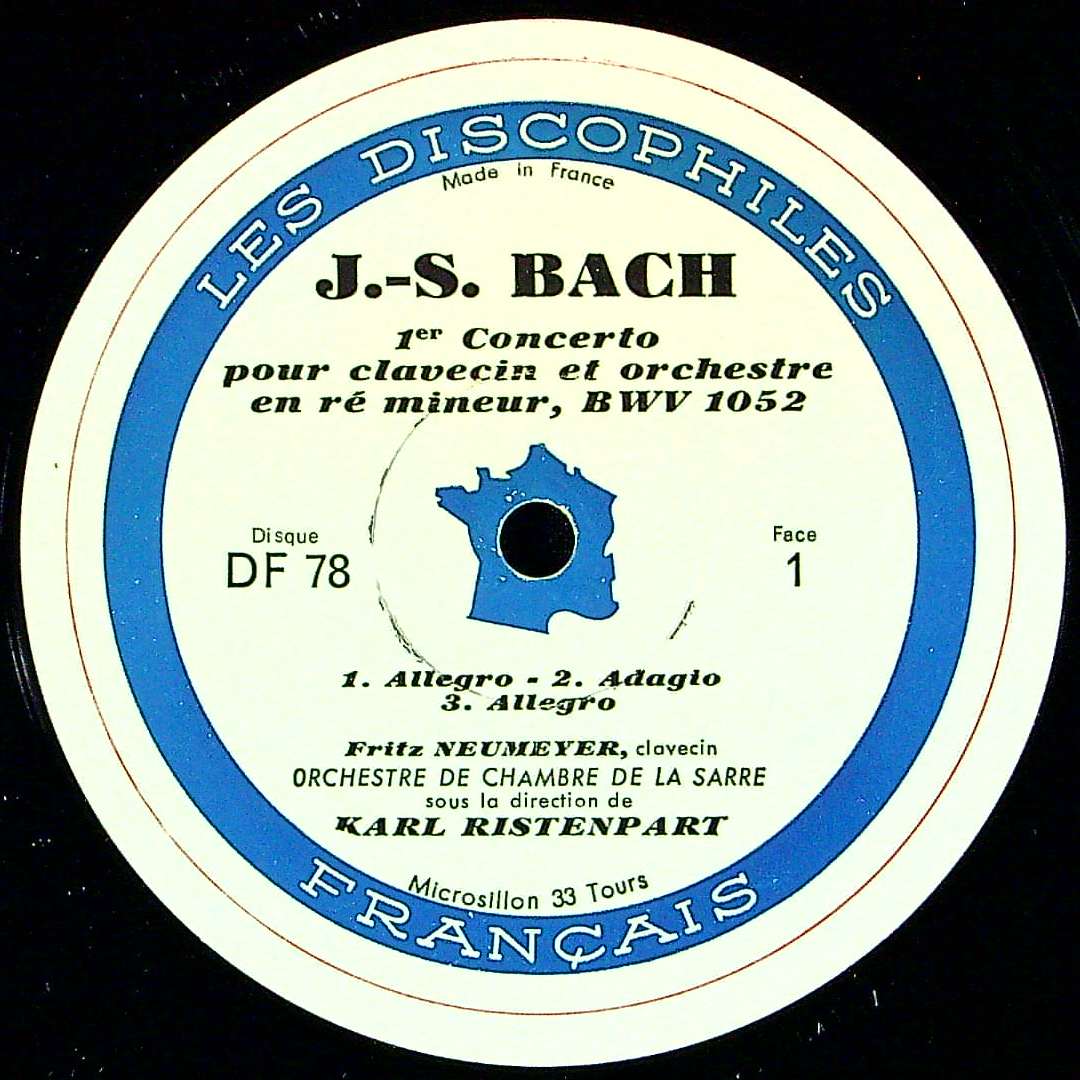 LES DISCOPHILES
Made in France
J.-S. BACH
1er Concerto
pour clavecin et orchestre
en ré mineur, BWV 1052
Disque
DF 78
Face
1
1. Allegro - 2. Adagio
3. Allegro
Fritz NEUMEYER, clavecin
ORCHESTRE DE CHAMBRE DE LA SARRE
sous la direction de
KARL RISTENPART
Microsillon 33 Tours
FRANÇAIS